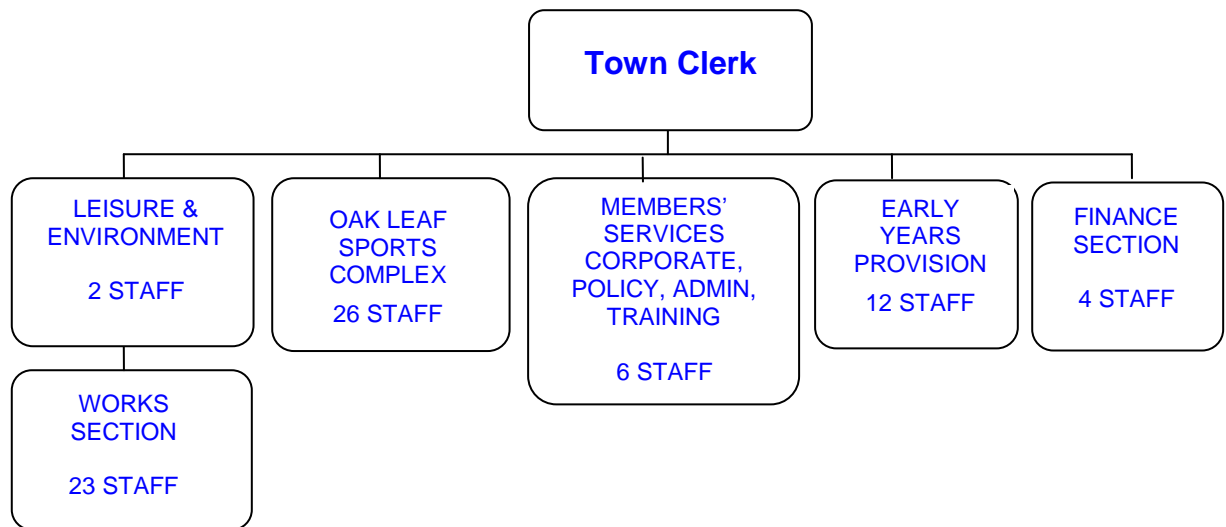 Town Clerk
LEISURE &
ENVIRONMENT
2 STAFF
OAK LEAF
SPORTS
COMPLEX
26 STAFF
MEMBERS’
SERVICES
CORPORATE,
POLICY, ADMIN,
TRAINING
6 STAFF
EARLY
YEARS
PROVISION
12 STAFF
FINANCE
SECTION
4 STAFF
WORKS
SECTION
23 STAFF